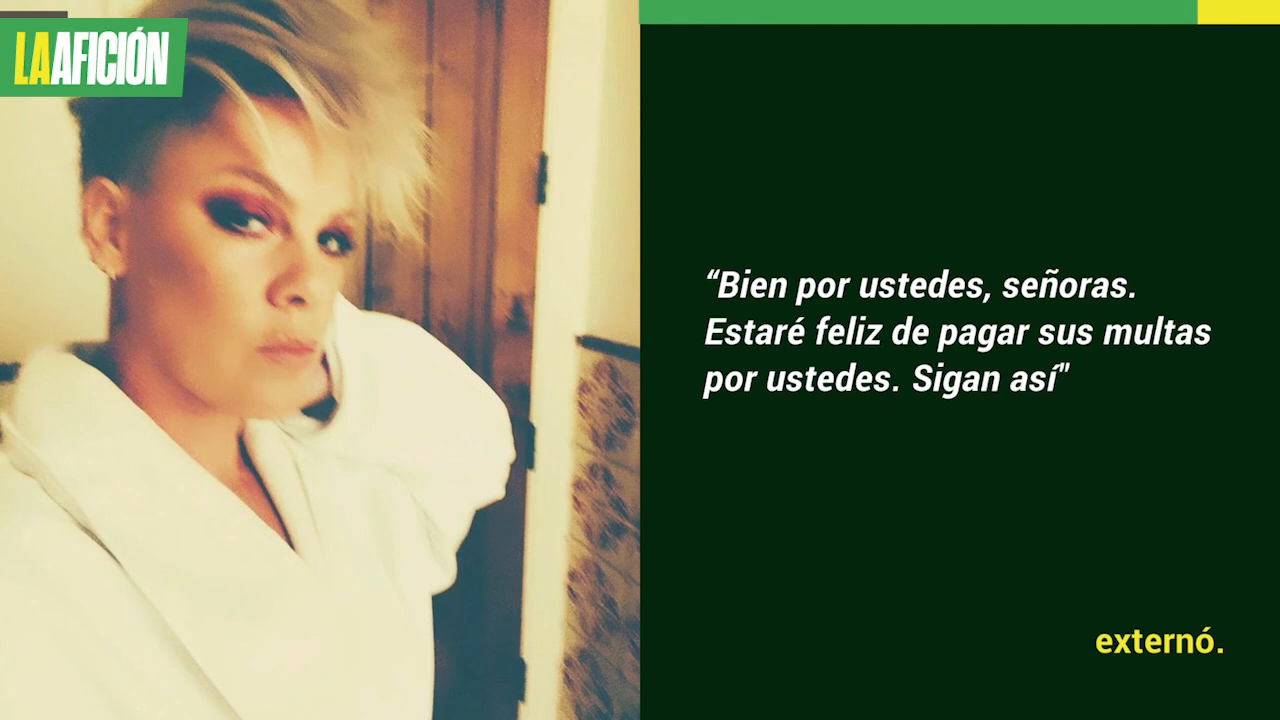 LAAFICIÓN
“Bien por ustedes, señoras.
Estaré feliz de pagar sus multas
por ustedes. Sigan así"
externó.